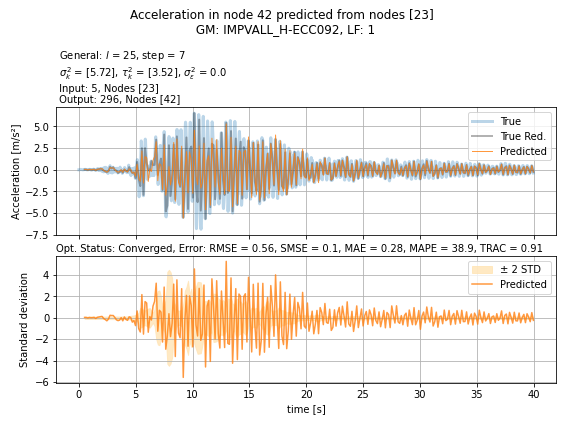 Acceleration in node 42 predicted from nodes [23]
GM: IMPVALL_H-ECC092, LF: 1
General: l = 25, step = 7
σ²ₖ = [5.72], τ²ₖ = [3.52], σ²ε = 0.0
Input: 5, Nodes [23]
Output: 296, Nodes [42]
Acceleration [m/s²]
5.0
2.5
0.0
−2.5
−5.0
−7.5
True
True Red.
Predicted
Opt. Status: Converged, Error: RMSE = 0.56, SMSE = 0.1, MAE = 0.28, MAPE = 38.9, TRAC = 0.91
Standard deviation
4
2
0
−2
−4
−6
± 2 STD
Predicted
0 5 10 15 20 25 30 35 40
time [s]